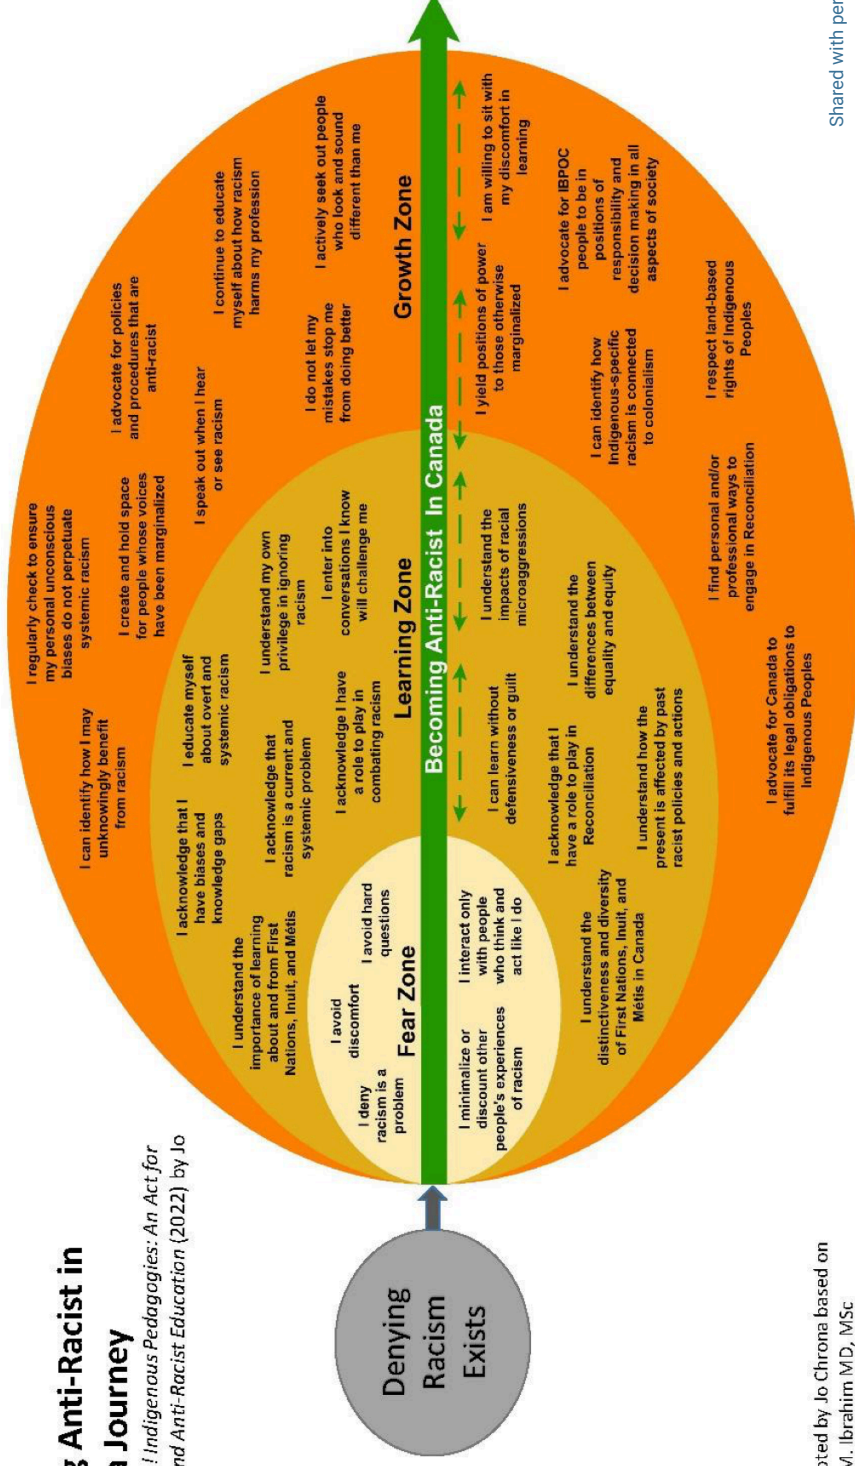 g Anti-Racist in
a Journey
! Indigenous Pedagogies: An Act for
nd Anti-Racist Education (2022) by Jo
Denying
Racism
Exists
Fear Zone
I deny
racism is a
problem
I avoid
discomfort
I avoid hard
questions
I minimalize or
discount other
people's experiences
of racism
I interact only
with people
who think and
act like I do
Learning Zone
I understand the
importance of learning
about and from First
Nations, Inuit, and Métis
I acknowledge that I
have biases and
knowledge gaps
I educate myself
about overt and
systemic racism
I acknowledge that
racism is a current and
systemic problem
I understand my own
privilege in ignoring
racism
I acknowledge I have
a role to play in
combating racism
I enter into
conversations I know
will challenge me
Becoming Anti-Racist In Canada
I can learn without
defensiveness or guilt
I understand the
impacts of racial
microaggressions
I acknowledge that I
have a role to play in
Reconciliation
I understand the
differences between
equality and equity
I understand the
distinctiveness and diversity
of First Nations, Inuit, and
Métis in Canada
I understand how the
present is affected by past
racist policies and actions
Growth Zone
I can identify how I may
unknowingly benefit
from racism
I regularly check to ensure
my personal unconscious
biases do not perpetuate
systemic racism
I create and hold space
for people whose voices
have been marginalized
I advocate for policies
and procedures that are
anti-racist
I speak out when I hear
or see racism
I continue to educate
myself about how racism
harms my profession
I do not let my
mistakes stop me
from doing better
I actively seek out people
who look and sound
different than me
I yield positions of power
to those otherwise
marginalized
I am willing to sit with
my discomfort in
learning
I can identify how
Indigenous-specific
racism is connected
to colonialism
I advocate for IBPOC
people to be in
positions of
responsibility and
decision making in all
aspects of society
I advocate for Canada to
fulfill its legal obligations to
Indigenous Peoples
I find personal and/or
professional ways to
engage in Reconciliation
I respect land-based
rights of Indigenous
Peoples
oted by Jo Chrona based on
M. Ibrahim MD, MSc
Shared with per